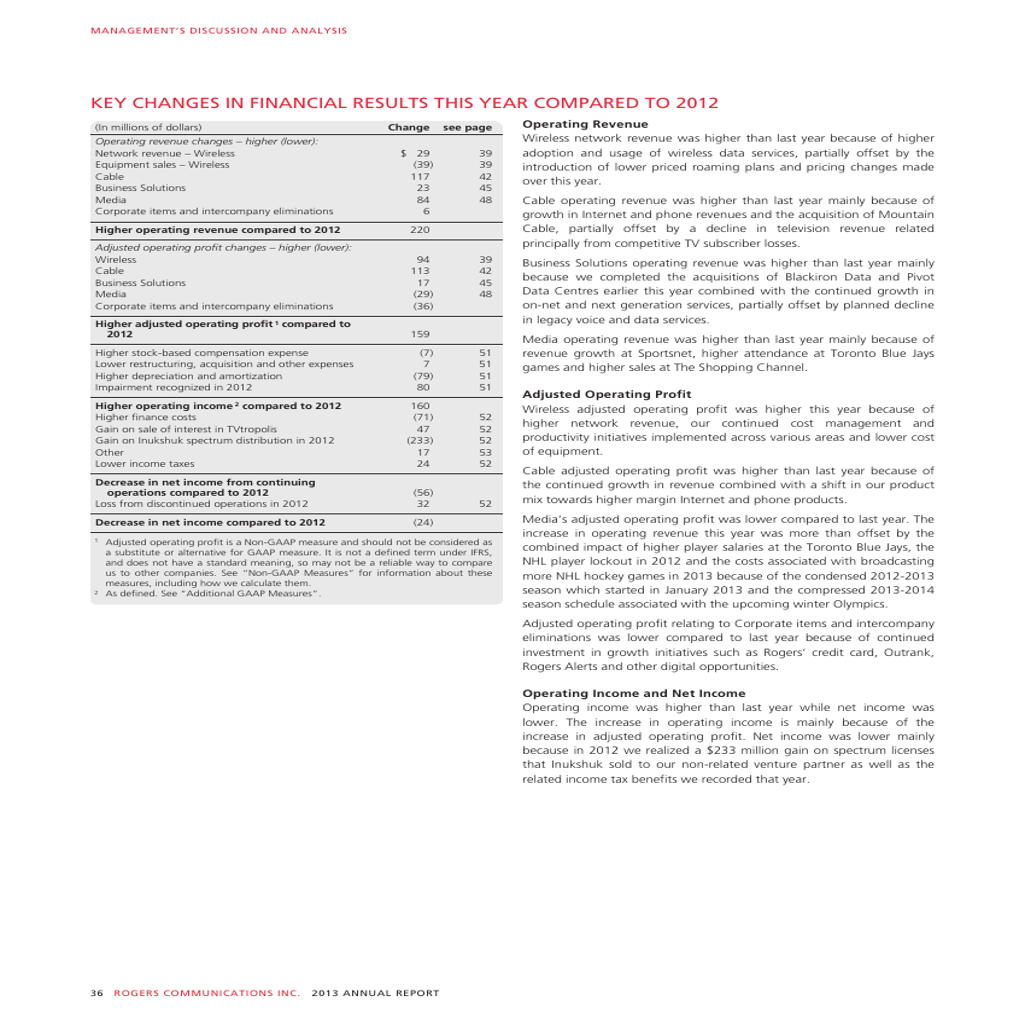 MANAGEMENT'S DISCUSSION AND ANALYSIS
KEY CHANGES IN FINANCIAL RESULTS THIS YEAR COMPARED TO 2012
(In millions of dollars) Change see page
Operating revenue changes – higher (lower):
Network revenue – Wireless $ 29 39
Equipment sales – Wireless (39) 39
Cable 117 42
Business Solutions 23 45
Media 84 48
Corporate items and intercompany eliminations 6
Higher operating revenue compared to 2012 220
Adjusted operating profit changes – higher (lower):
Wireless 94 39
Cable 113 42
Business Solutions 17 45
Media (29) 48
Corporate items and intercompany eliminations (36)
Higher adjusted operating profit ¹ compared to
2012 159
Higher stock-based compensation expense (7) 51
Lower restructuring, acquisition and other expenses 7 51
Higher depreciation and amortization (79) 51
Impairment recognized in 2012 80 51
Higher operating income ² compared to 2012 160
Higher finance costs (71) 52
Gain on sale of interest in TVtropolis 47 52
Gain on Inukshuk spectrum distribution in 2012 (233) 52
Other 17 53
Lower income taxes 24 52
Decrease in net income from continuing
operations compared to 2012 (56)
Loss from discontinued operations in 2012 32 52
Decrease in net income compared to 2012 (24)
¹ Adjusted operating profit is a Non-GAAP measure and should not be considered as
a substitute or alternative for GAAP measure. It is not a defined term under IFRS,
and does not have a standard meaning, so may not be a reliable way to compare
us to other companies. See "Non-GAAP Measures" for information about these
measures, including how we calculate them.
² As defined. See "Additional GAAP Measures".
Operating Revenue
Wireless network revenue was higher than last year because of higher
adoption and usage of wireless data services, partially offset by the
introduction of lower priced roaming plans and pricing changes made
over this year.
Cable operating revenue was higher than last year mainly because of
growth in Internet and phone revenues and the acquisition of Mountain
Cable, partially offset by a decline in television revenue related
principally from competitive TV subscriber losses.
Business Solutions operating revenue was higher than last year mainly
because we completed the acquisitions of Blackiron Data and Pivot
Data Centres earlier this year combined with the continued growth in
on-net and next generation services, partially offset by planned decline
in legacy voice and data services.
Media operating revenue was higher than last year mainly because of
revenue growth at Sportsnet, higher attendance at Toronto Blue Jays
games and higher sales at The Shopping Channel.
Adjusted Operating Profit
Wireless adjusted operating profit was higher this year because of
higher network revenue, our continued cost management and
productivity initiatives implemented across various areas and lower cost
of equipment.
Cable adjusted operating profit was higher than last year because of
the continued growth in revenue combined with a shift in our product
mix towards higher margin Internet and phone products.
Media's adjusted operating profit was lower compared to last year. The
increase in operating revenue this year was more than offset by the
combined impact of higher player salaries at the Toronto Blue Jays, the
NHL player lockout in 2012 and the costs associated with broadcasting
more NHL hockey games in 2013 because of the condensed 2012-2013
season which started in January 2013 and the compressed 2013-2014
season schedule associated with the upcoming winter Olympics.
Adjusted operating profit relating to Corporate items and intercompany
eliminations was lower compared to last year because of continued
investment in growth initiatives such as Rogers' credit card, Outrank,
Rogers Alerts and other digital opportunities.
Operating Income and Net Income
Operating income was higher than last year while net income was
lower. The increase in operating income is mainly because of the
increase in adjusted operating profit. Net income was lower mainly
because in 2012 we realized a $233 million gain on spectrum licenses
that Inukshuk sold to our non-related venture partner as well as the
related income tax benefits we recorded that year.
36 ROGERS COMMUNICATIONS INC. 2013 ANNUAL REPORT